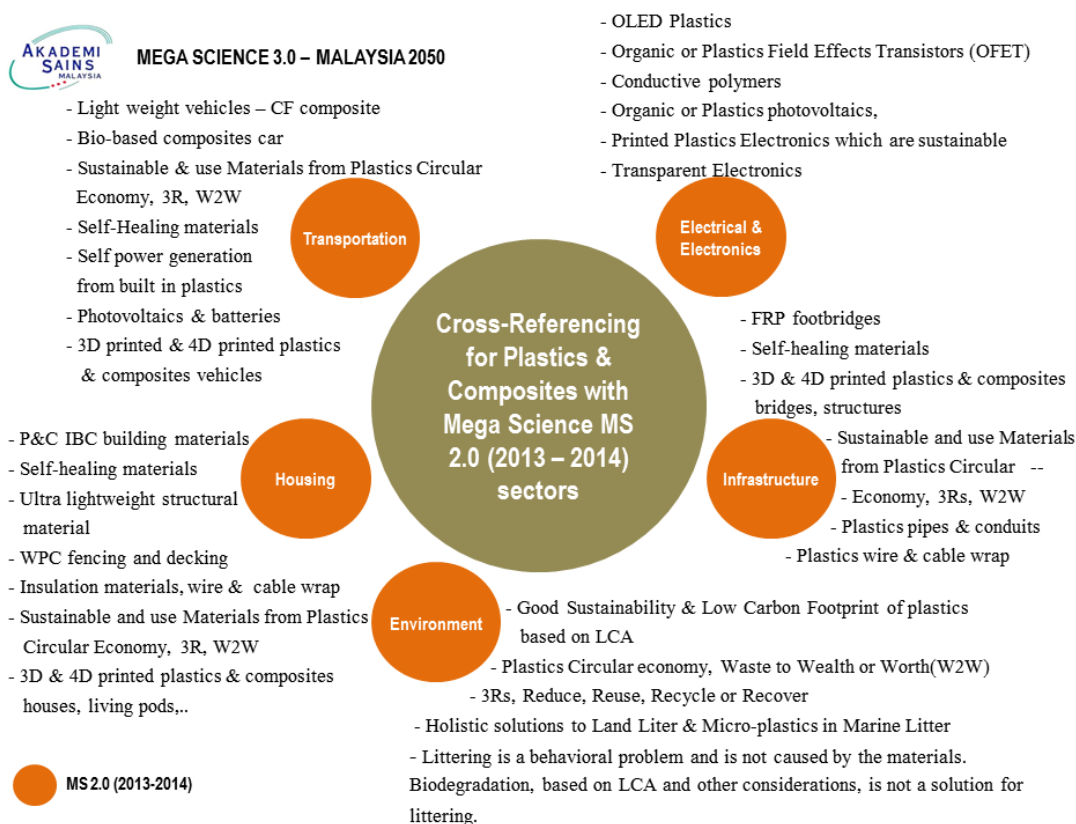 AKADEMI
SAINS
MALAYSIA
MEGA SCIENCE 3.0 – MALAYSIA 2050
- Light weight vehicles – CF composite
- Bio-based composites car
- Sustainable & use Materials from Plastics Circular
Economy, 3R, W2W
- Self-Healing materials
- Self power generation
from built in plastics
- Photovoltaics & batteries
- 3D printed & 4D printed plastics
& composites vehicles
Transportation
- OLED Plastics
- Organic or Plastics Field Effects Transistors (OFET)
- Conductive polymers
- Organic or Plastics photovoltaics,
- Printed Plastics Electronics which are sustainable
- Transparent Electronics
Electrical &
Electronics
Cross-Referencing
for Plastics &
Composites with
Mega Science MS
2.0 (2013 – 2014)
sectors
- FRP footbridges
- Self-healing materials
- 3D & 4D printed plastics & composites
bridges, structures
- Sustainable and use Materials
from Plastics Circular --
- Economy, 3Rs, W2W
- Plastics pipes & conduits
- Plastics wire & cable wrap
Infrastructure
- P&C IBC building materials
- Self-healing materials
- Ultra lightweight structural
material
- WPC fencing and decking
- Insulation materials, wire & cable wrap
- Sustainable and use Materials from Plastics
Circular Economy, 3R, W2W
- 3D & 4D printed plastics & composites
houses, living pods,..
Housing
Environment
- Good Sustainability & Low Carbon Footprint of plastics
based on LCA
- Plastics Circular economy, Waste to Wealth or Worth(W2W)
- 3Rs, Reduce, Reuse, Recycle or Recover
- Holistic solutions to Land Liter & Micro-plastics in Marine Litter
- Littering is a behavioral problem and is not caused by the materials.
Biodegradation, based on LCA and other considerations, is not a solution for
littering.
MS 2.0 (2013-2014)